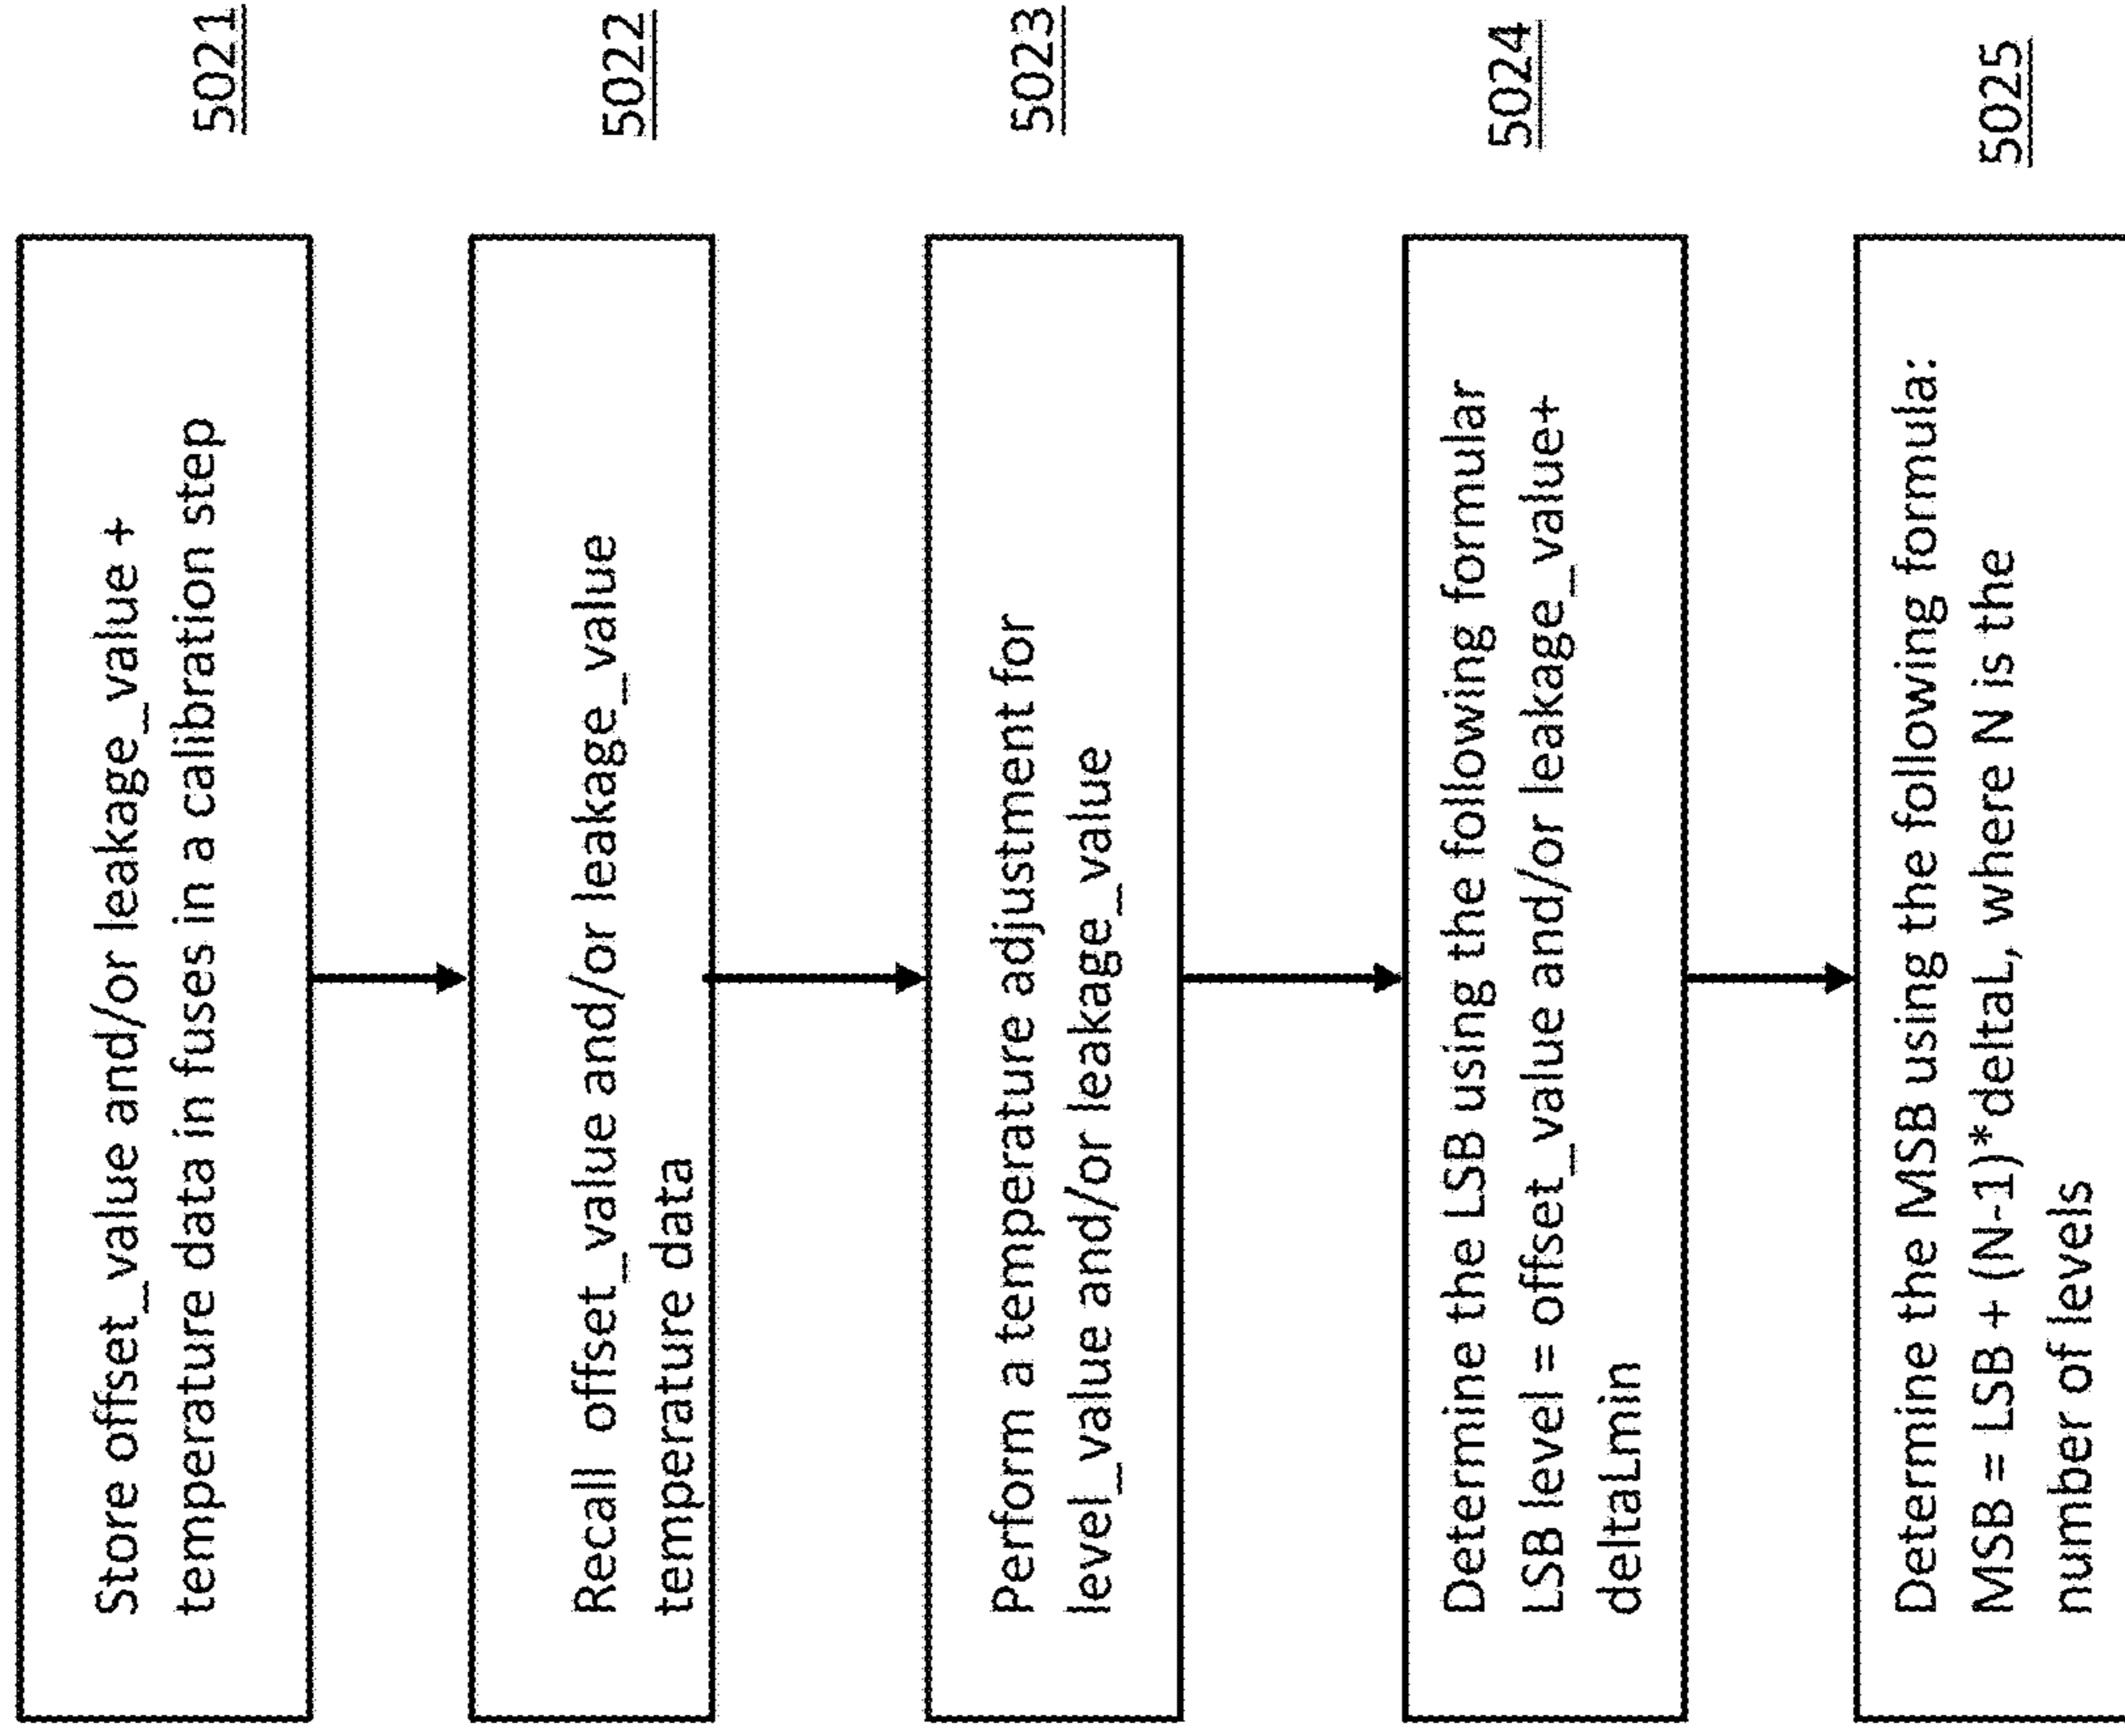 Store offset_value and/or leakage_value +
temperature data in fuses in a calibration step
5021
Recall offset_value and/or leakage_value
temperature data
5022
Perform a temperature adjustment for
level_value and/or leakage_value
5023
Determine the LSB using the following formular
LSB level = offset_value and/or leakage_value+
deltaLmin
5024
Determine the MSB using the following formula:
MSB = LSB + (N-1)*deltaL, where N is the
number of levels
5025